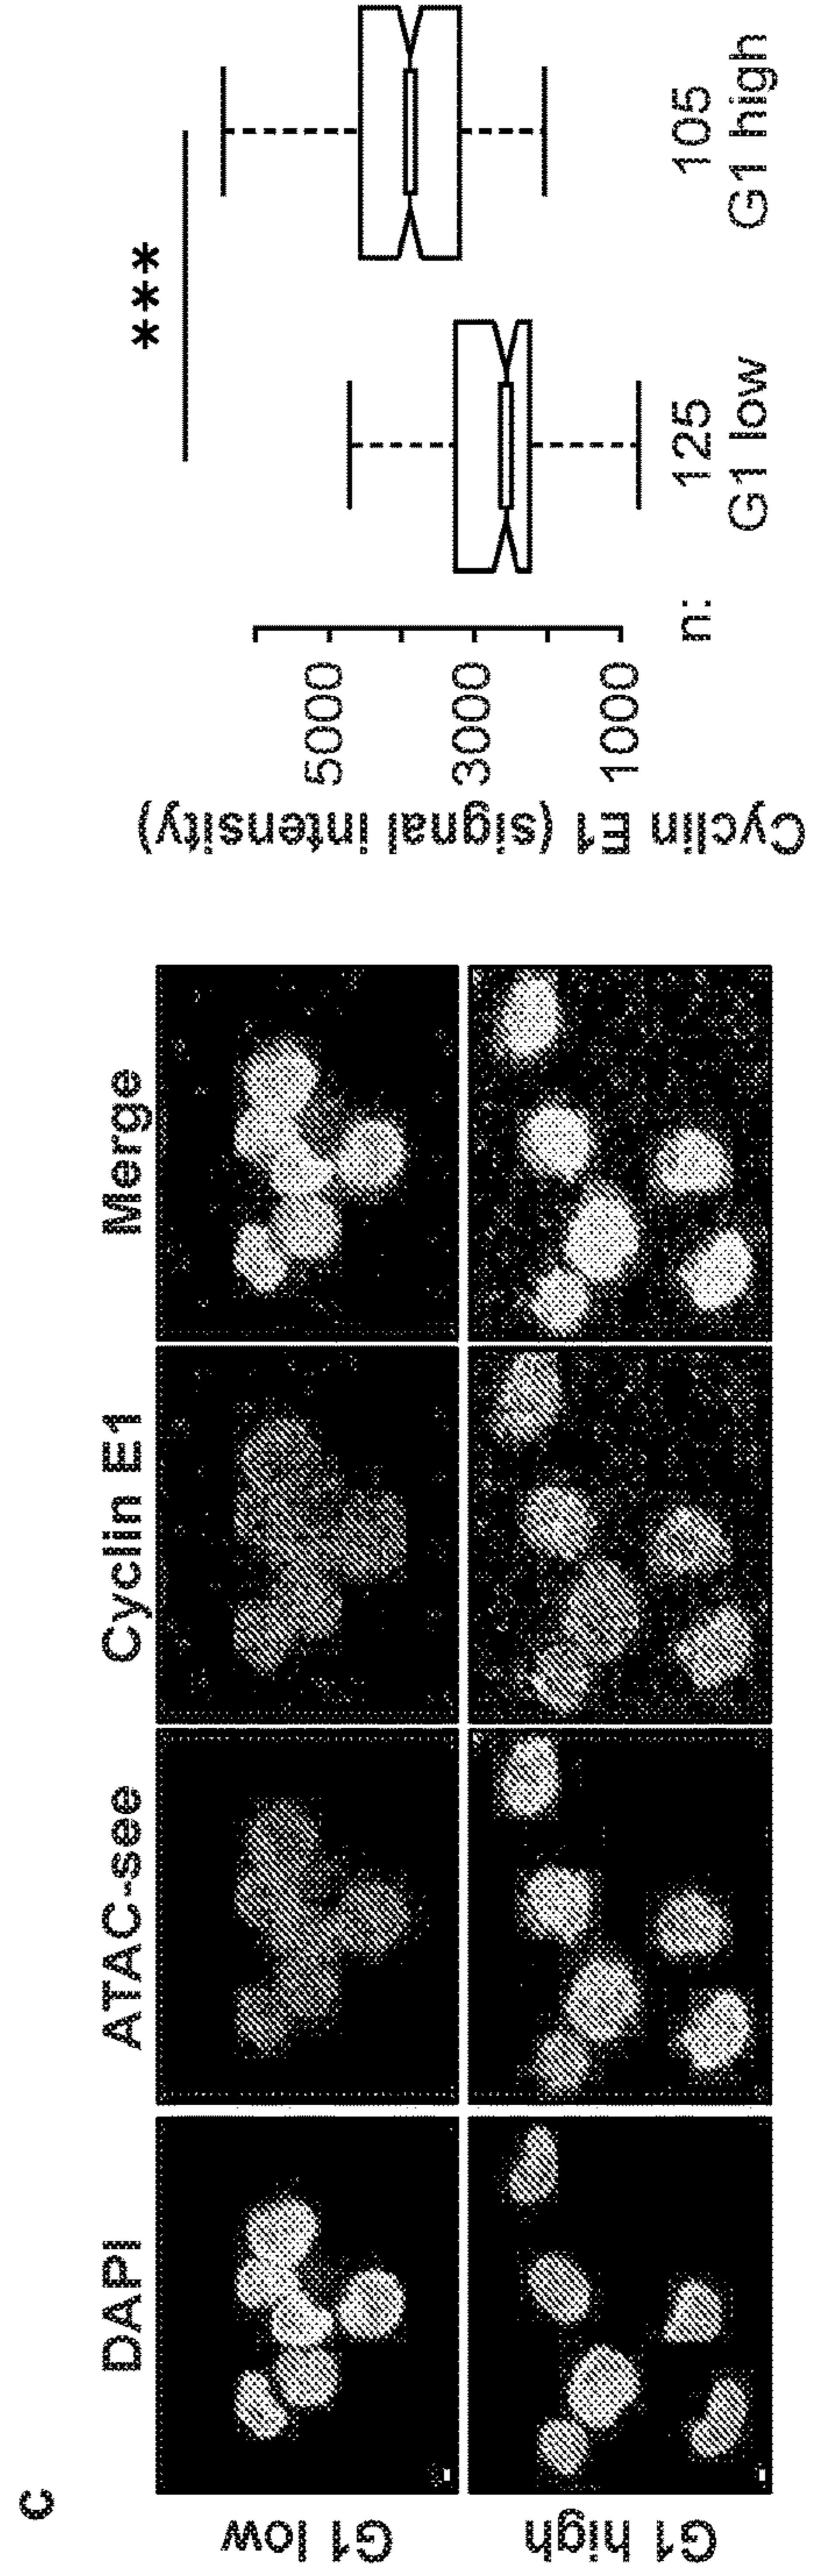 c
DAPI
ATAC-see
Cyclin E1
Merge
G1 low
G1 high
Cyclin E1 (signal intensity)
5000
3000
1000
***
n:
125
105
G1 low
G1 high